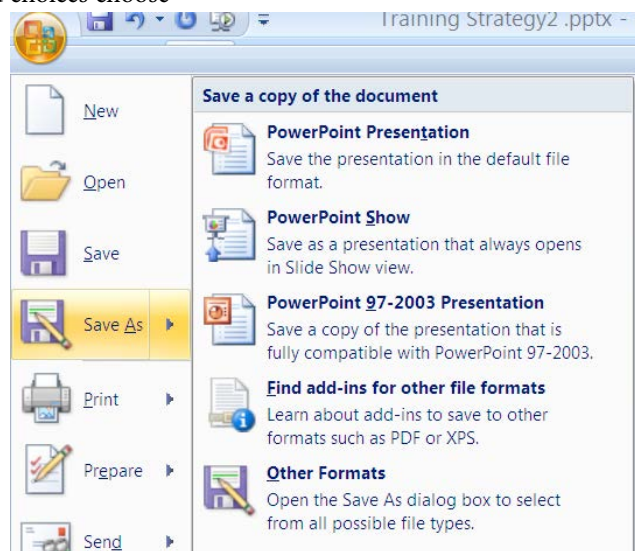 choices choose
Training Strategy2 .pptx -
New
Open
Save
Save As
Print
Prepare
Send
Save a copy of the document
PowerPoint Presentation
Save the presentation in the default file
format.
PowerPoint Show
Save as a presentation that always opens
in Slide Show view.
PowerPoint 97-2003 Presentation
Save a copy of the presentation that is
fully compatible with PowerPoint 97-2003.
Find add-ins for other file formats
Learn about add-ins to save to other
formats such as PDF or XPS.
Other Formats
Open the Save As dialog box to select
from all possible file types.